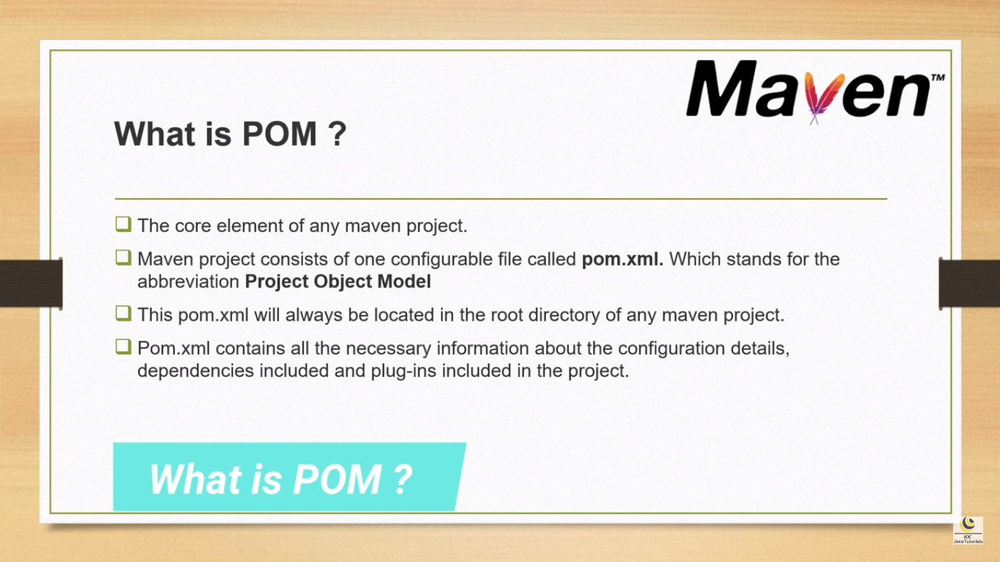 Maven™
What is POM ?
The core element of any maven project.
Maven project consists of one configurable file called pom.xml. Which stands for the
abbreviation Project Object Model
This pom.xml will always be located in the root directory of any maven project.
Pom.xml contains all the necessary information about the configuration details,
dependencies included and plug-ins included in the project.
What is POM ?
KK
JavaTutorials